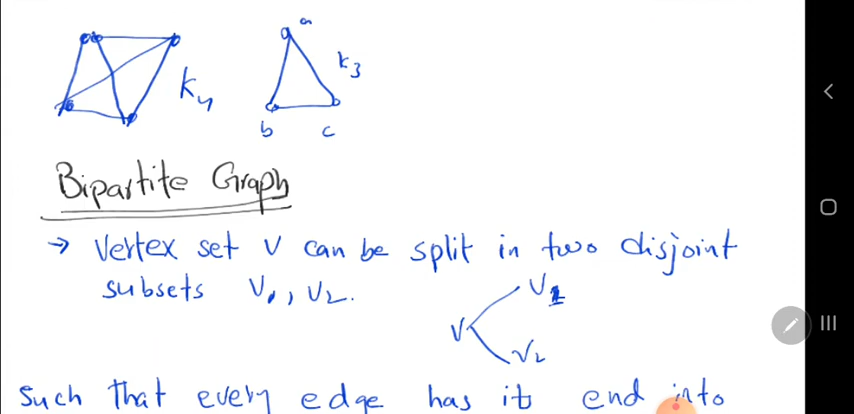 a
K4 K3
b c
Bipartite Graph
→ Vertex set V can be split in two disjoint
subsets V1, V2.
V1
V
V2
Such that every edge has it end into